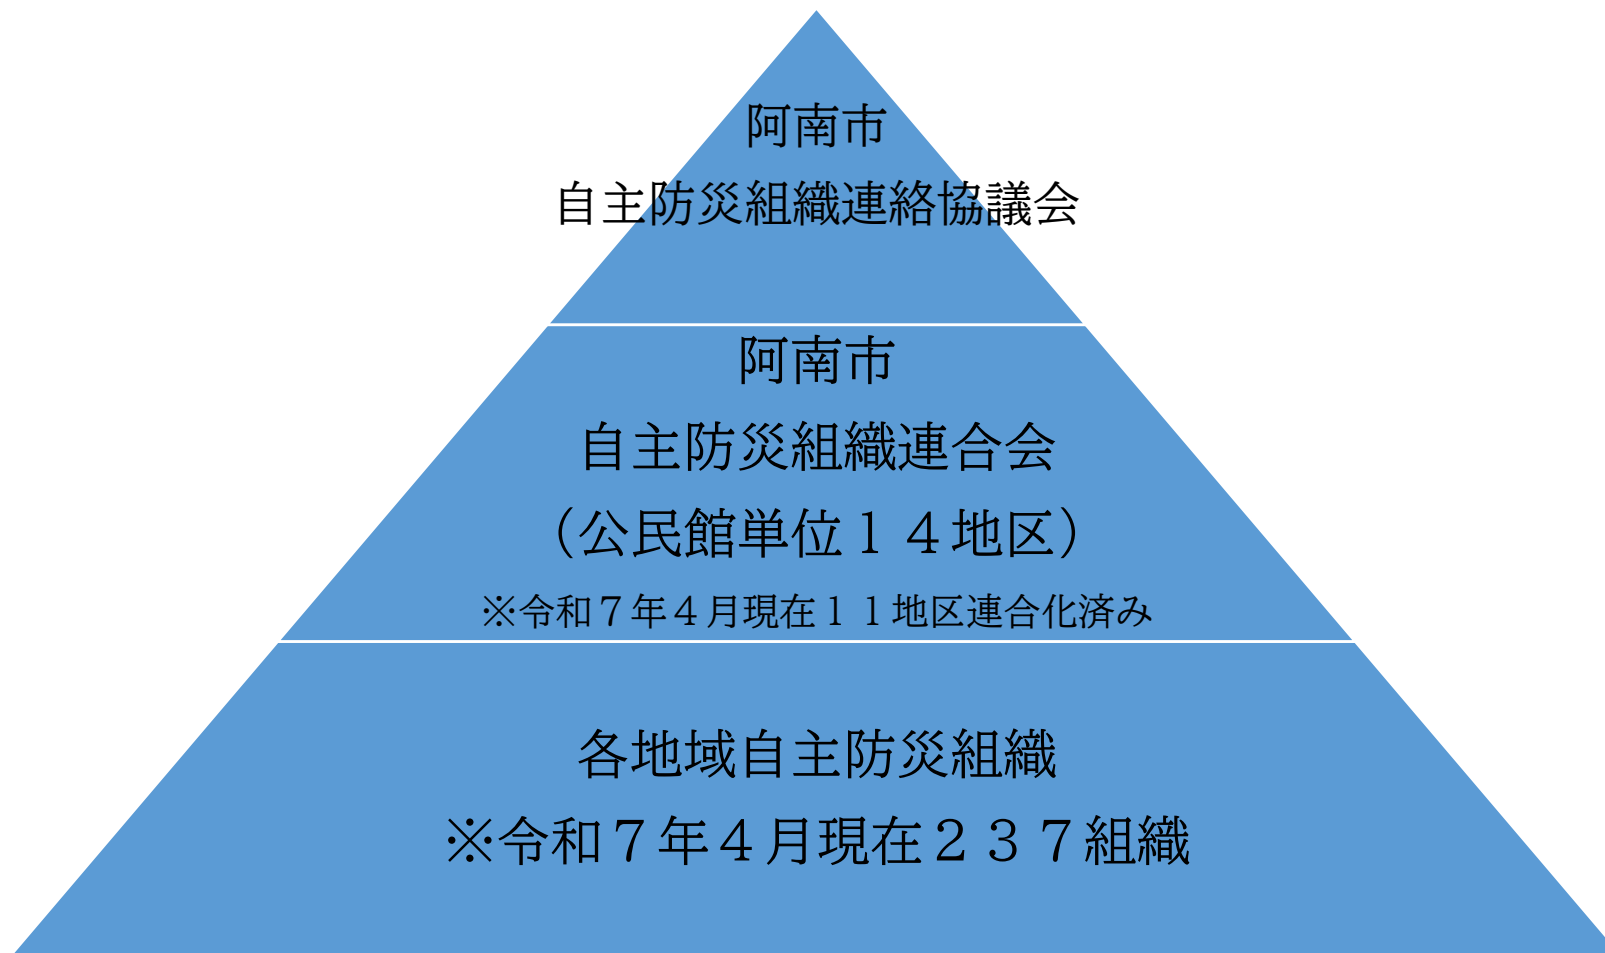 阿南市
自主防災組織連絡協議会
阿南市
自主防災組織連合会
（公民館単位１４地区）
※令和７年４月現在１１地区連合化済み
各地域自主防災組織
※令和７年４月現在２３７組織